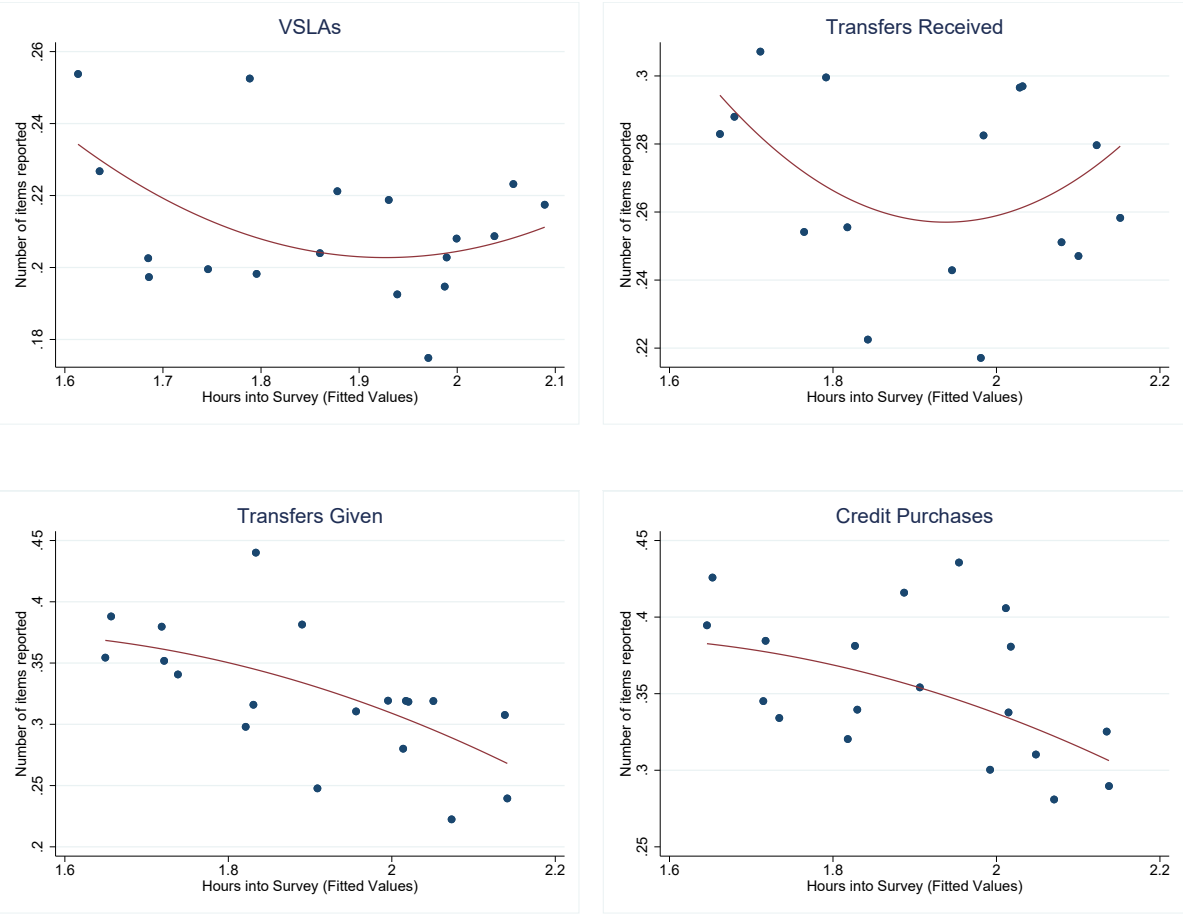 VSLAs
Number of items reported
.26
.24
.22
.2
.18
1.6 1.7 1.8 1.9 2 2.1
Hours into Survey (Fitted Values)
Transfers Received
Number of items reported
.3
.28
.26
.24
.22
1.6 1.8 2 2.2
Hours into Survey (Fitted Values)
Transfers Given
Number of items reported
.45
.4
.35
.3
.25
.2
1.6 1.8 2 2.2
Hours into Survey (Fitted Values)
Credit Purchases
Number of items reported
.45
.4
.35
.3
.25
1.6 1.8 2 2.2
Hours into Survey (Fitted Values)